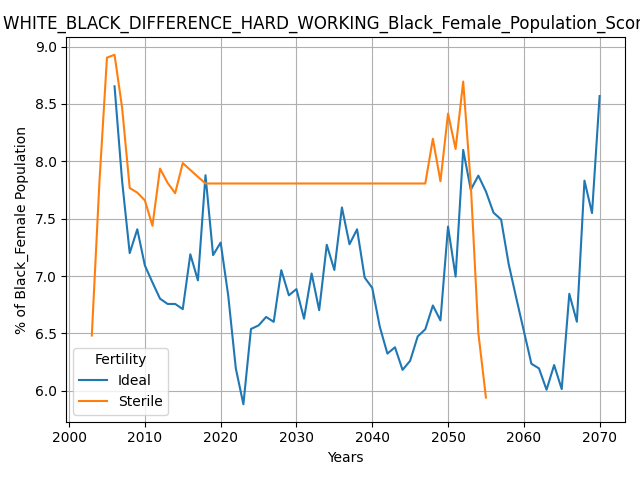 WHITE_BLACK_DIFFERENCE_HARD_WORKING_Black_Female_Population_Scor
9.0
8.5
8.0
7.5
7.0
6.5
6.0
% of Black_Female Population
Fertility
Ideal
Sterile
2000 2010 2020 2030 2040 2050 2060 2070
Years